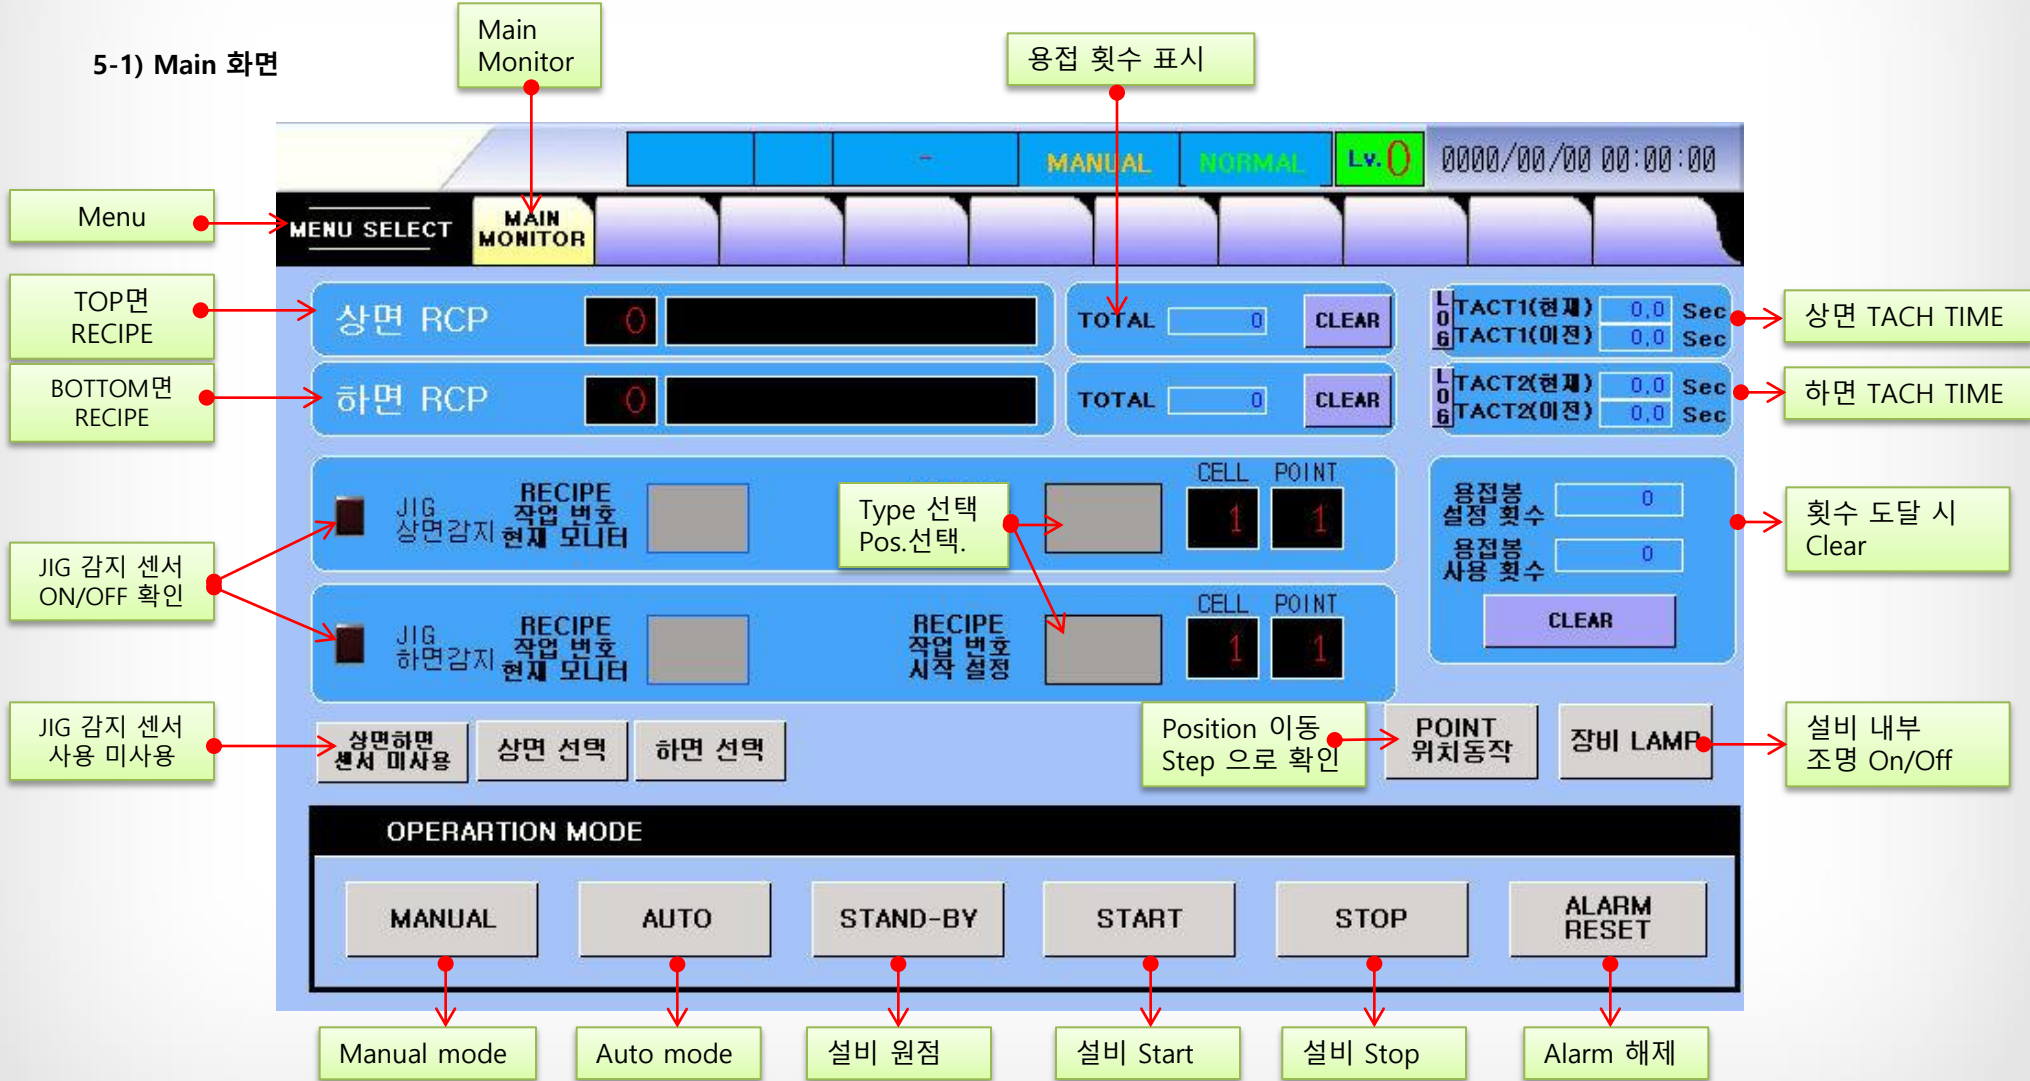 5-1) Main 화면
Main
Monitor
용접 횟수 표시
-
MANUAL
NORMAL
Lv.0
0000/00/00 00:00:00
Menu
MENU SELECT
MAIN
MONITOR
TOP면
RECIPE
상면 RCP
0
TOTAL
0
CLEAR
LOG
TACT1(현재)
0,0 Sec
TACT1(이전)
0,0 Sec
상면 TACH TIME
BOTTOM면
RECIPE
하면 RCP
0
TOTAL
0
CLEAR
LOG
TACT2(현재)
0,0 Sec
TACT2(이전)
0,0 Sec
하면 TACH TIME
JIG
상면감지
RECIPE
작업 번호
현재 모니터
Type 선택
Pos.선택.
CELL POINT
1 1
용접봉
설정 횟수
0
용접봉
사용 횟수
0
CLEAR
횟수 도달 시
Clear
JIG 감지 센서
ON/OFF 확인
JIG
하면감지
RECIPE
작업 번호
현재 모니터
RECIPE
작업 번호
시작 설정
CELL POINT
1 1
JIG 감지 센서
사용 미사용
상면하면
센서 미사용
상면 선택
하면 선택
Position 이동
Step 으로 확인
POINT
위치동작
장비 LAMP
설비 내부
조명 On/Off
OPERARTION MODE
MANUAL
AUTO
STAND-BY
START
STOP
ALARM
RESET
Manual mode
Auto mode
설비 원점
설비 Start
설비 Stop
Alarm 해제